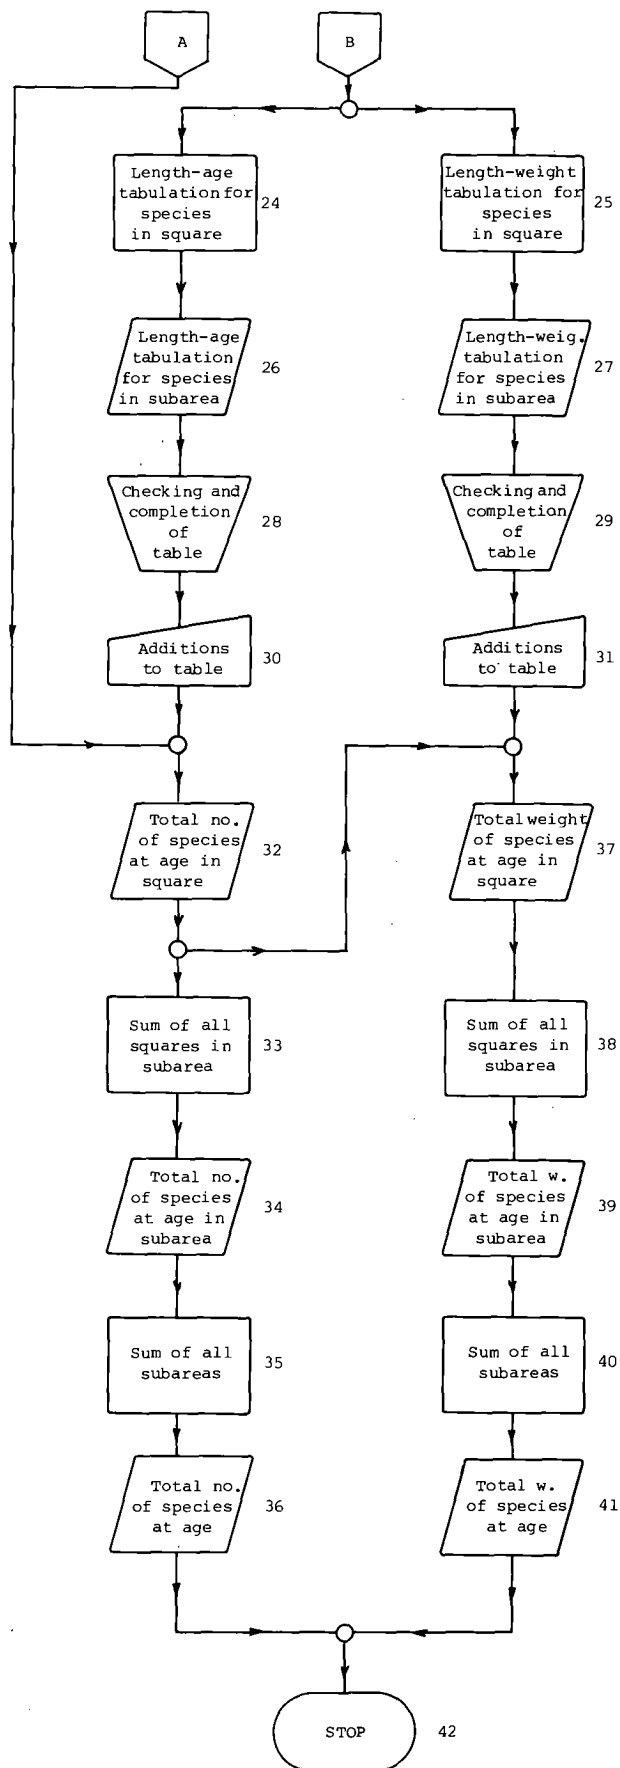 A
B
Length-age
tabulation for
species
in square
24
Length-weight
tabulation for
species
in square
25
Length-age
tabulation
for species
in subarea
26
Length-weig.
tabulation
for species
in subarea
27
Checking and
completion
of
table
28
Checking and
completion
of
table
29
Additions
to table
30
Additions
to table
31
Total no.
of species
at age in
square
32
Total weight
of species
at age in
square
37
Sum of all
squares in
subarea
33
Sum of all
squares in
subarea
38
Total no.
of species
at age in
subarea
34
Total w.
of species
at age in
subarea
39
Sum of all
subareas
35
Sum of all
subareas
40
Total no.
of species
at age
36
Total w.
of species
at age
41
STOP
42